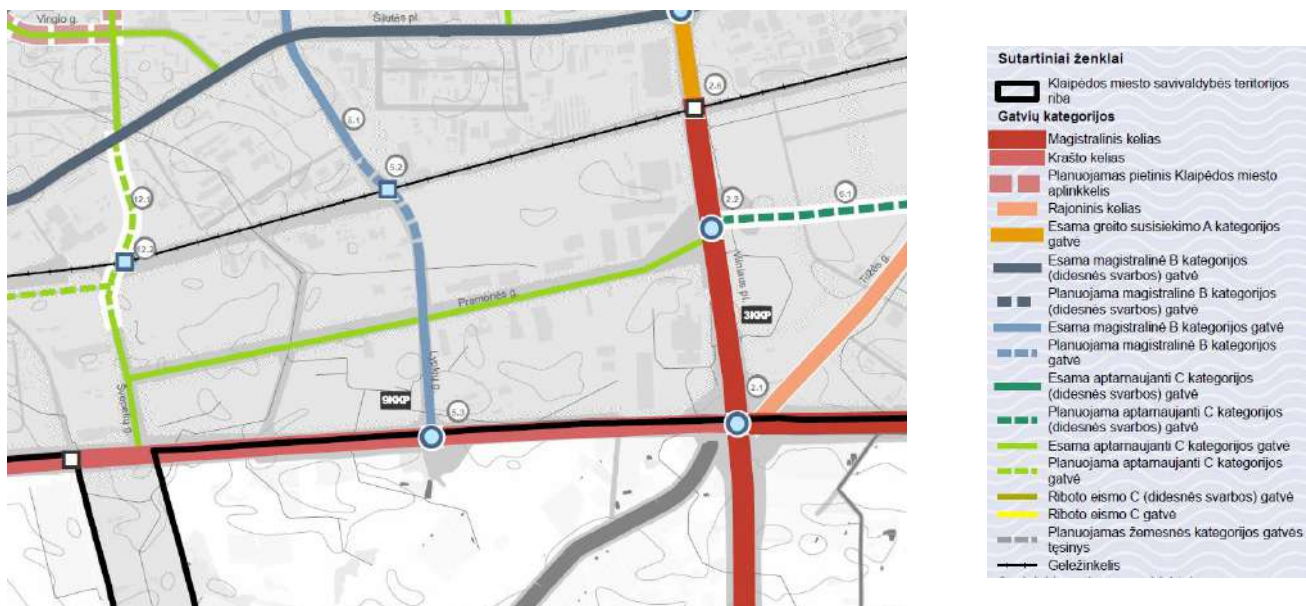 Vingio g.
Šilutės pl.
2.8
5.1
5.2
12.1
2.2
6.1
12.2
Pramonės g.
Vilniaus pl.
Tilžės g.
3KKP
Švepelių g.
Lypkių g.
9KKP
2.1
5.3
Sutartiniai ženklai
Klaipėdos miesto savivaldybės teritorijos
riba
Gatvių kategorijos
Magistralinis kelias
Krašto kelias
Planuojamas pietinis Klaipėdos miesto
aplinkkelis
Rajoninis kelias
Esama greito susisiekimo A kategorijos
gatvė
Esama magistralinė B kategorijos
(didesnės svarbos) gatvė
Planuojama magistralinė B kategorijos
(didesnės svarbos) gatvė
Esama magistralinė B kategorijos gatvė
Planuojama magistralinė B kategorijos
gatvė
Esama aptarnaujanti C kategorijos
(didesnės svarbos) gatvė
Planuojama aptarnaujanti C kategorijos
(didesnės svarbos) gatvė
Esama aptarnaujanti C kategorijos gatvė
Planuojama aptarnaujanti C kategorijos
gatvė
Riboto eismo C (didesnės svarbos) gatvė
Riboto eismo C gatvė
Planuojamas žemesnės kategorijos gatvės
tęsinys
Geležinkelis